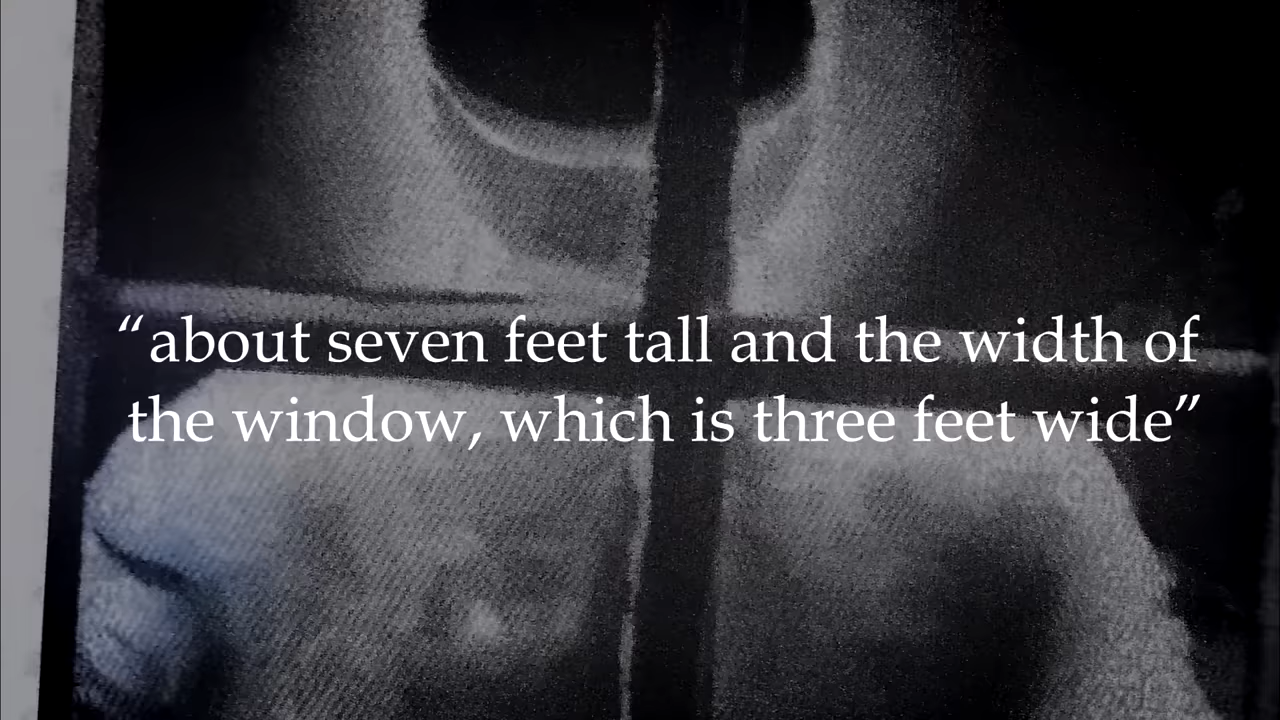 “about seven feet tall and the width of
the window, which is three feet wide”